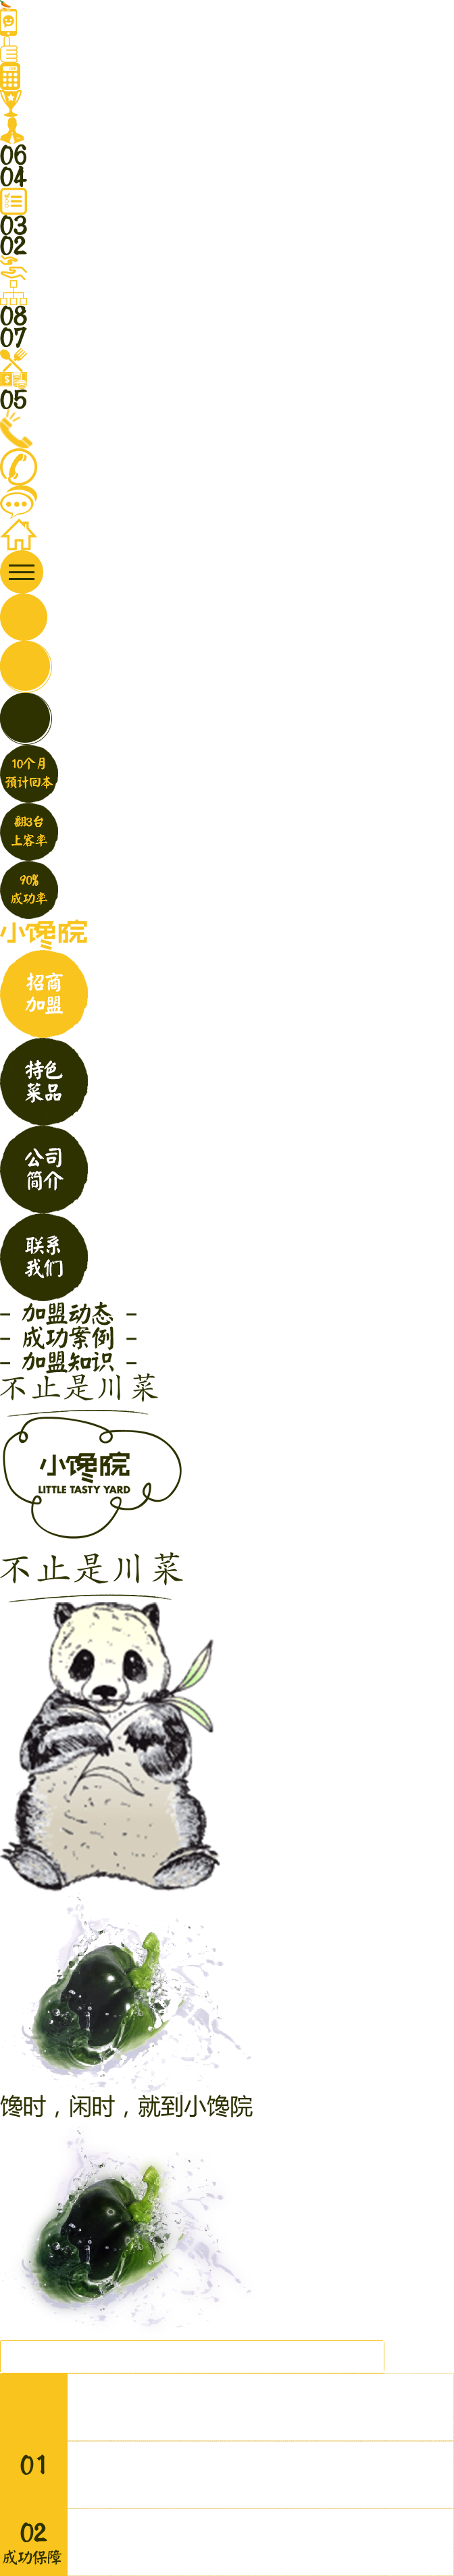 06
04
03
02
08
07
05
10个月
預计回本
翻3台
上客率
90%
成功率
小馋院
招商
加盟
特色
菜品
公司
简介
联系
我们
- 加盟动态 -
- 成功案例 -
- 加盟知识 -
不止是川菜
小馋院
LITTLE TASTY YARD
不止是川菜
馋时，闲时，就到小馋院
01
02
成功保障